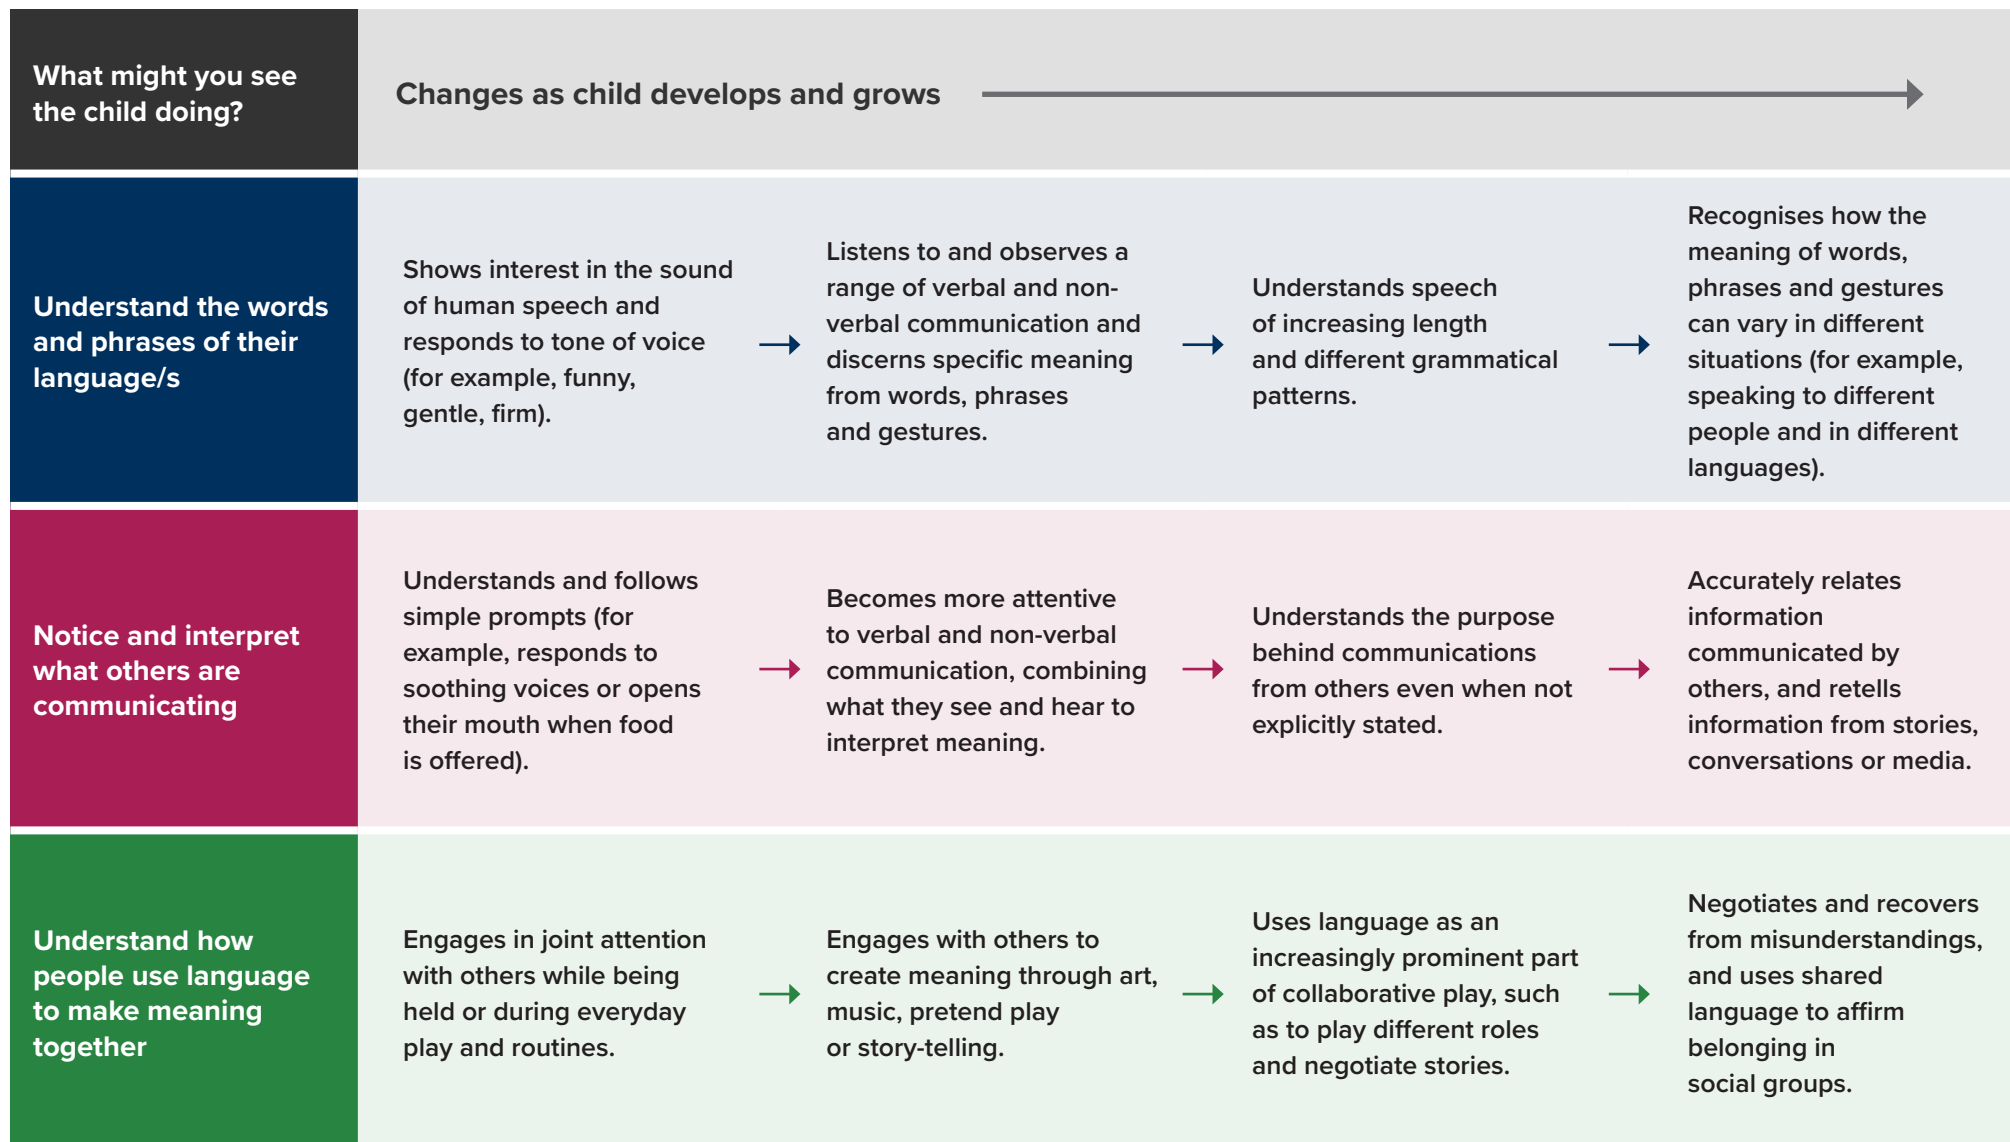 What might you see
the child doing?
Changes as child develops and grows
Understand the words
and phrases of their
language/s
Shows interest in the sound
of human speech and
responds to tone of voice
(for example, funny,
gentle, firm).
Listens to and observes a
range of verbal and non-
verbal communication and
discerns specific meaning
from words, phrases
and gestures.
Understands speech
of increasing length
and different grammatical
patterns.
Recognises how the
meaning of words,
phrases and gestures
can vary in different
situations (for example,
speaking to different
people and in different
languages).
Notice and interpret
what others are
communicating
Understands and follows
simple prompts (for
example, responds to
soothing voices or opens
their mouth when food
is offered).
Becomes more attentive
to verbal and non-verbal
communication, combining
what they see and hear to
interpret meaning.
Understands the purpose
behind communications
from others even when not
explicitly stated.
Accurately relates
information
communicated by
others, and retells
information from stories,
conversations or media.
Understand how
people use language
to make meaning
together
Engages in joint attention
with others while being
held or during everyday
play and routines.
Engages with others to
create meaning through art,
music, pretend play
or story-telling.
Uses language as an
increasingly prominent part
of collaborative play, such
as to play different roles
and negotiate stories.
Negotiates and recovers
from misunderstandings,
and uses shared
language to affirm
belonging in
social groups.